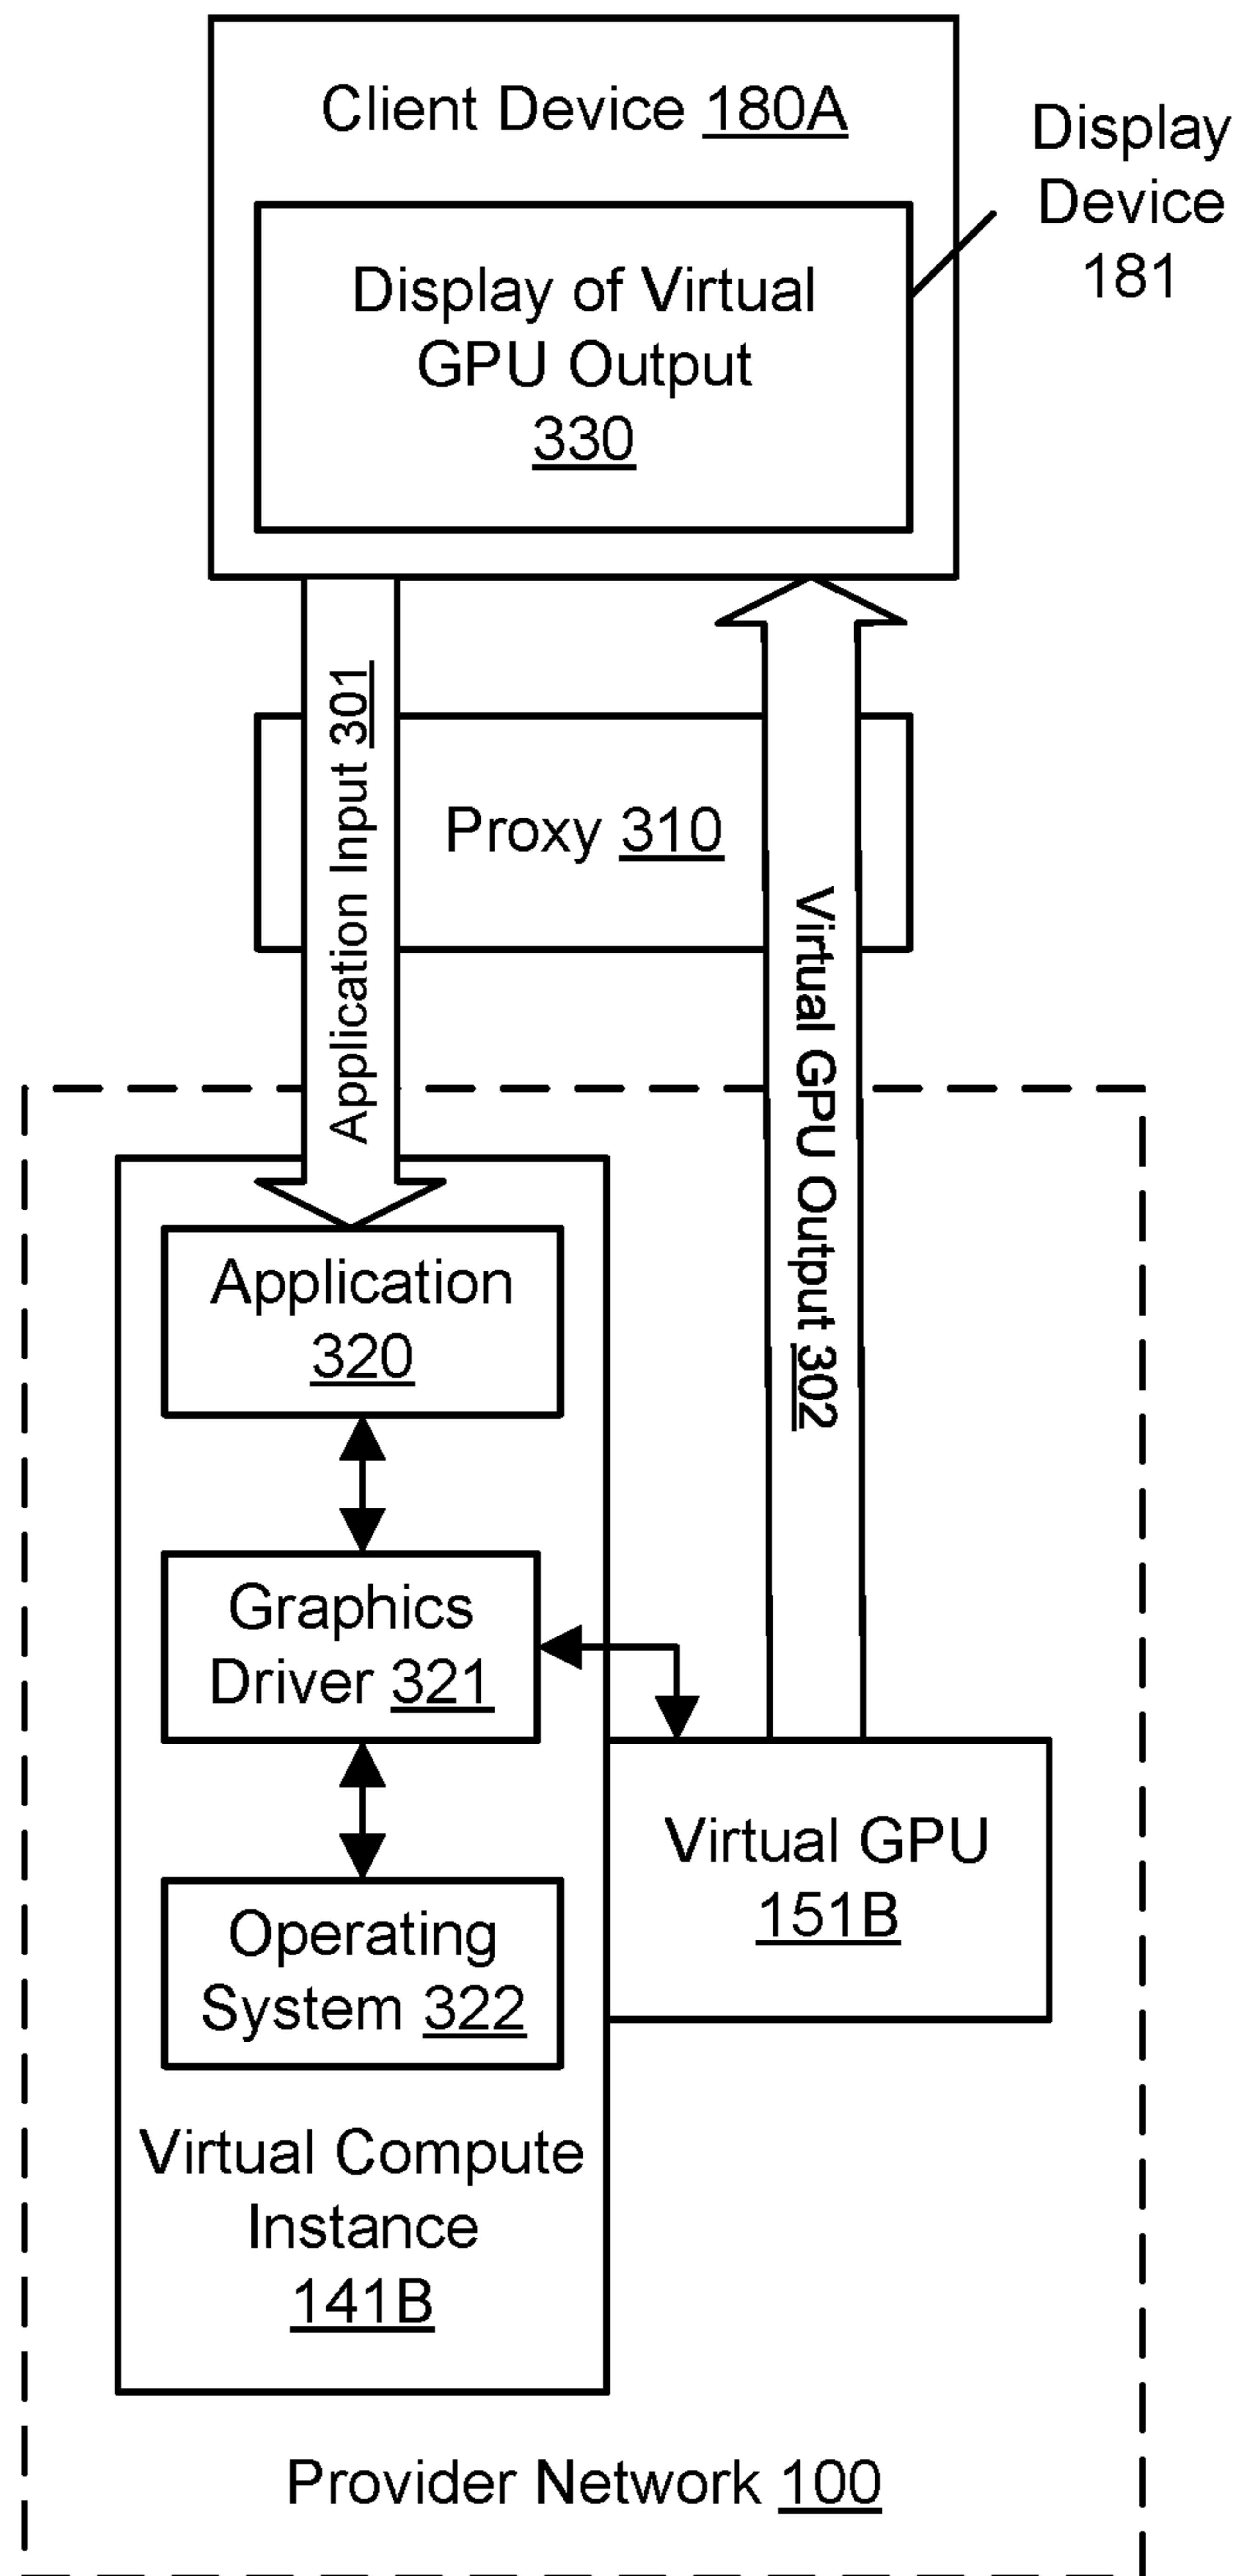 Client Device 180A
Display
Device
181
Display of Virtual
GPU Output
330
Application Input 301
Proxy 310
Virtual GPU Output 302
Application
320
Graphics
Driver 321
Virtual GPU
151B
Operating
System 322
Virtual Compute
Instance
141B
Provider Network 100